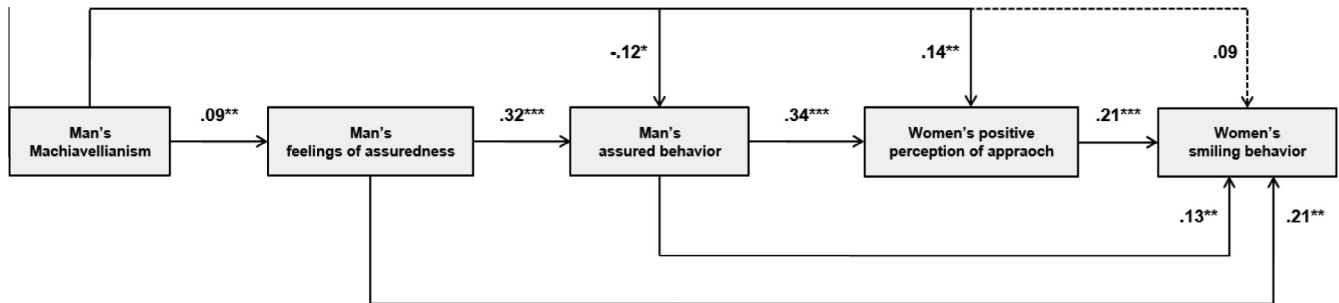 -.12*
.14**
.09
.09**
.32***
.34***
.21***
Man's
Machiavellianism
Man's
feelings of assuredness
Man's
assured behavior
Women's positive
perception of appraoch
Women's
smiling behavior
.13**
.21**